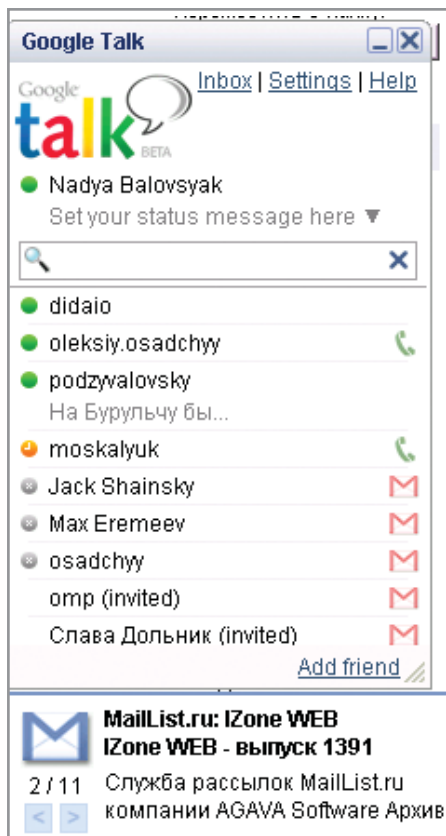 Google Talk
Inbox | Settings | Help
Google
talk
BETA
Nadya Balovsyak
Set your status message here ▼
didaio
oleksiy.osadchyy
podzyvalovsky
На Бурульчу бы...
moskalyuk
Jack Shainsky
Max Eremeev
osadchyy
omp (invited)
Слава Дольник (invited)
Add friend
MailList.ru: IZone WEB
IZone WEB - выпуск 1391
2 / 11 Служба рассылок MailList.ru
< > компании AGAVA Software Архив